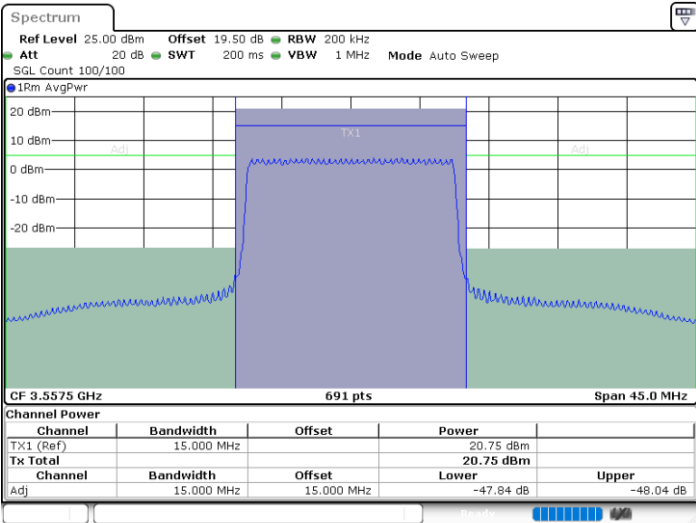 Spectrum
Ref Level 25.00 dBm Offset 19.50 dB RBW 200 kHz
Att 20 dB SWT 200 ms VBW 1 MHz Mode Auto Sweep
SGL Count 100/100
1Rm AvgPwr
20 dBm
TX1
10 dBm
Adj Adj
0 dBm
-10 dBm
-20 dBm
CF 3.5575 GHz 691 pts Span 45.0 MHz
Channel Power
Channel Bandwidth Offset Power
TX1 (Ref) 15.000 MHz 20.75 dBm
Tx Total 20.75 dBm
Channel Bandwidth Offset Lower Upper
Adj 15.000 MHz 15.000 MHz -47.84 dB -48.04 dB
Ready